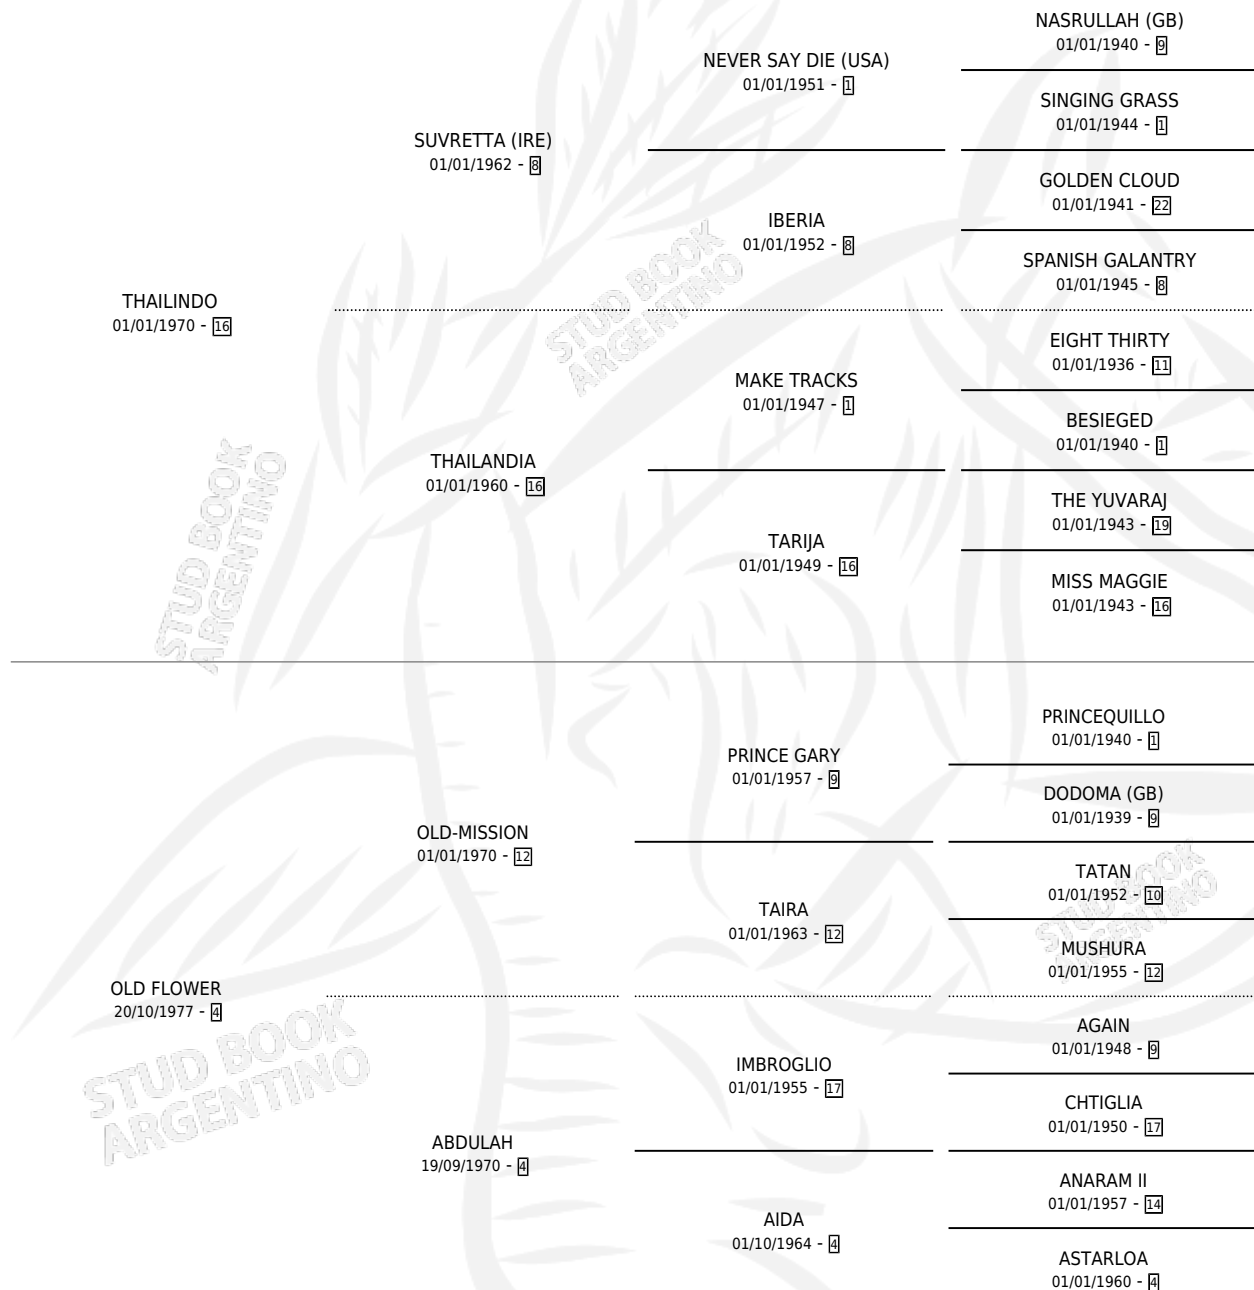 NASRULLAH (GB)
01/01/1940 - 9
NEVER SAY DIE (USA)
01/01/1951 - 1
SINGING GRASS
01/01/1944 - 1
SUVRETTA (IRE)
01/01/1962 - 8
GOLDEN CLOUD
01/01/1941 - 22
IBERIA
01/01/1952 - 8
SPANISH GALANTRY
01/01/1945 - 8
THAILINDO
01/01/1970 - 16
EIGHT THIRTY
01/01/1936 - 11
MAKE TRACKS
01/01/1947 - 1
BESIEGED
01/01/1940 - 1
THAILANDIA
01/01/1960 - 16
THE YUVARAJ
01/01/1943 - 19
TARIJA
01/01/1949 - 16
MISS MAGGIE
01/01/1943 - 16
PRINCEQUILLO
01/01/1940 - 1
PRINCE GARY
01/01/1957 - 9
DODOMA (GB)
01/01/1939 - 9
OLD-MISSION
01/01/1970 - 12
TATAN
01/01/1952 - 10
TAIRA
01/01/1963 - 12
MUSHURA
01/01/1955 - 12
OLD FLOWER
20/10/1977 - 4
AGAIN
01/01/1948 - 9
IMBROGLIO
01/01/1955 - 17
CHTIGLIA
01/01/1950 - 17
ABDULAH
19/09/1970 - 4
ANARAM II
01/01/1957 - 14
AIDA
01/10/1964 - 4
ASTARLOA
01/01/1960 - 4
STUD BOOK
ARGENTINO
STUD BOOK
ARGENTINO
STUD BOOK
ARGENTINO
STUD BOOK
ARGENTINO